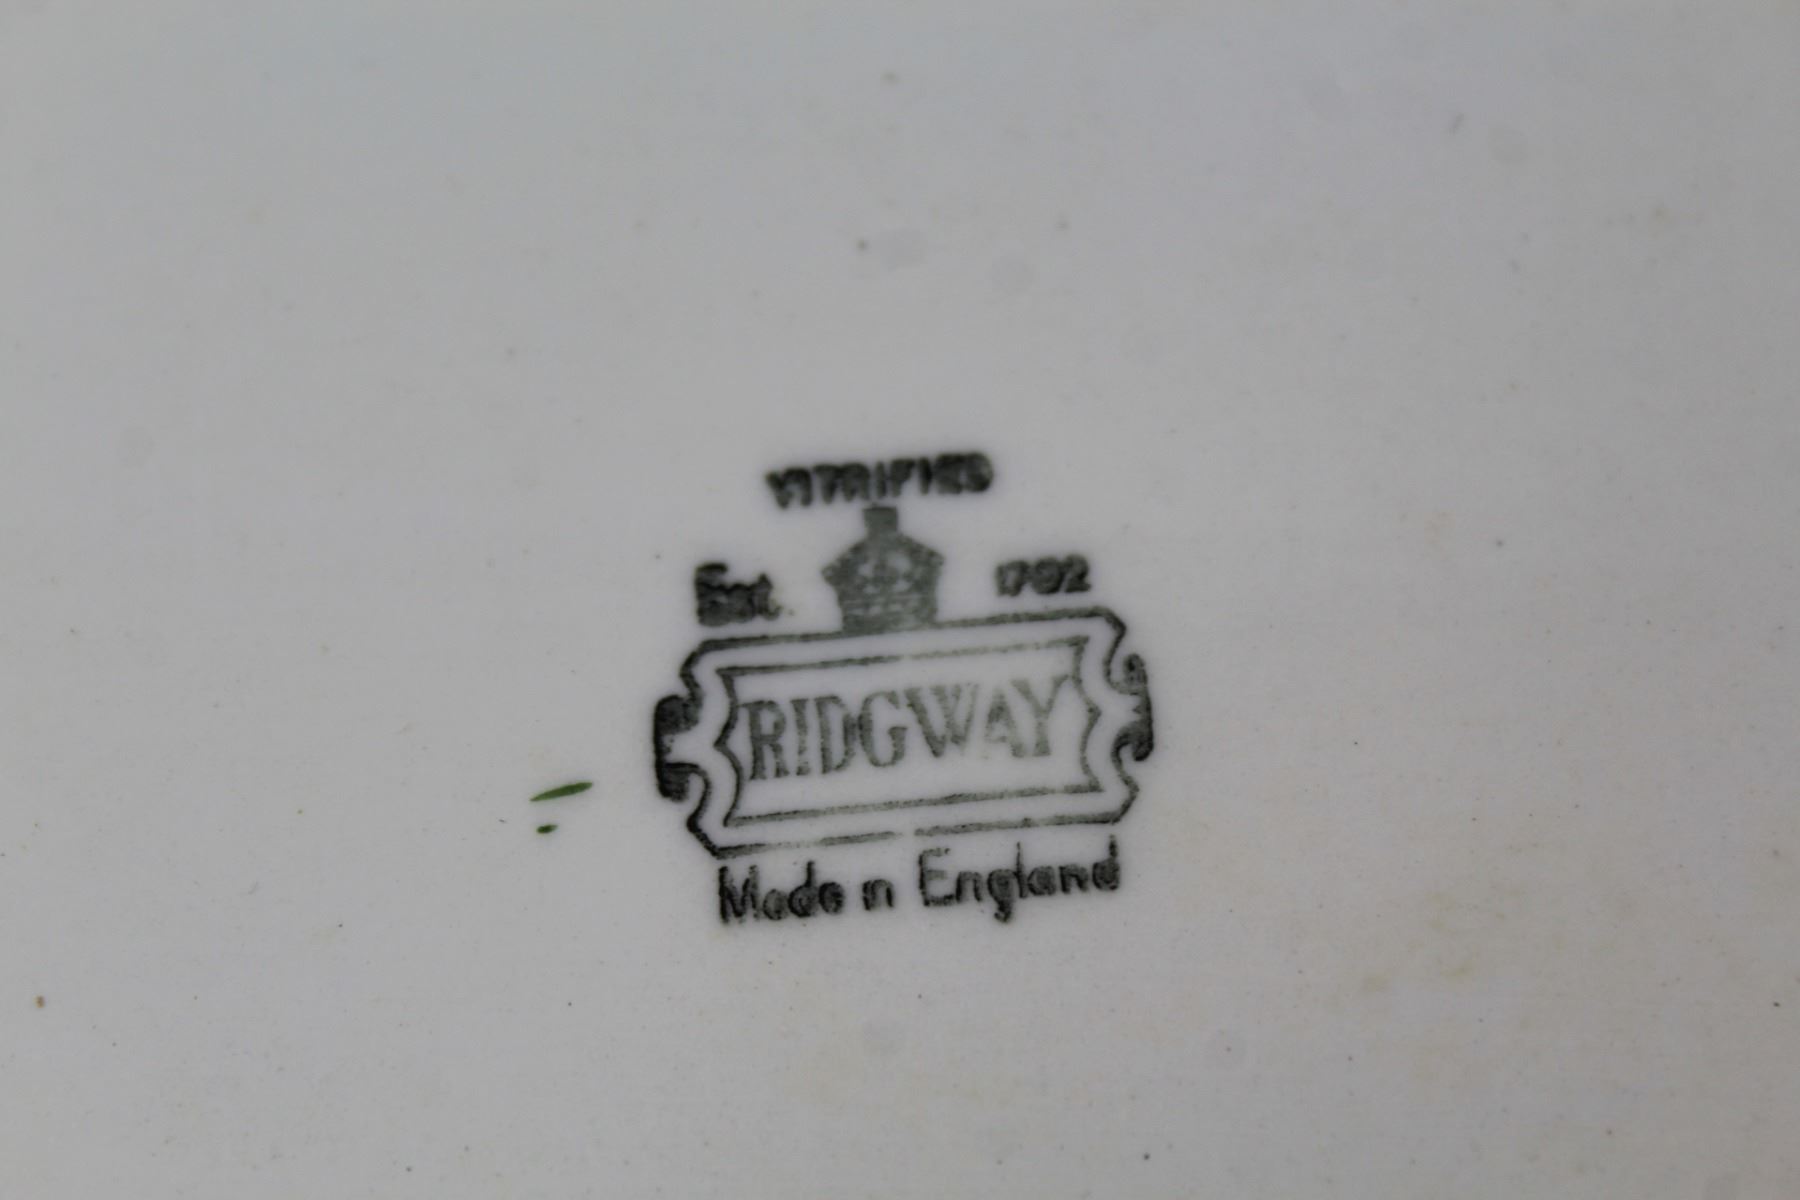 VITRIFIED
Est. 1792
RIDGWAY
Made in England